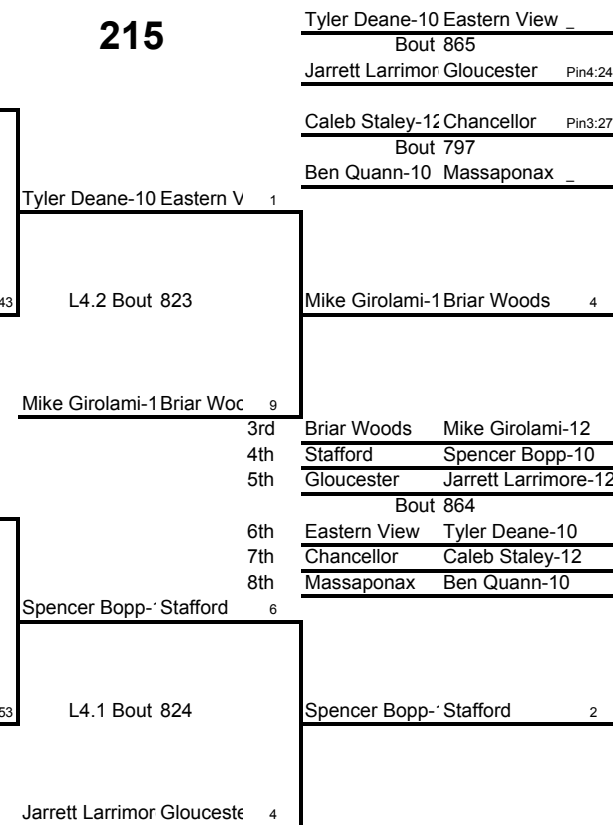 215
Tyler Deane-10 Eastern View _
Bout 865
Jarrett Larrimor Gloucester Pin4:24
Caleb Staley-12 Chancellor Pin3:27
Bout 797
Ben Quann-10 Massaponax _
Tyler Deane-10 Eastern V 1
43 L4.2 Bout 823
Mike Girolami-1 Briar Woods 4
Mike Girolami-1 Briar Woo 9
3rd Briar Woods Mike Girolami-12
4th Stafford Spencer Bopp-10
5th Gloucester Jarrett Larrimore-12
Bout 864
6th Eastern View Tyler Deane-10
7th Chancellor Caleb Staley-12
8th Massaponax Ben Quann-10
Spencer Bopp-1 Stafford 6
53 L4.1 Bout 824
Spencer Bopp-1 Stafford 2
Jarrett Larrimor Glouceste 4